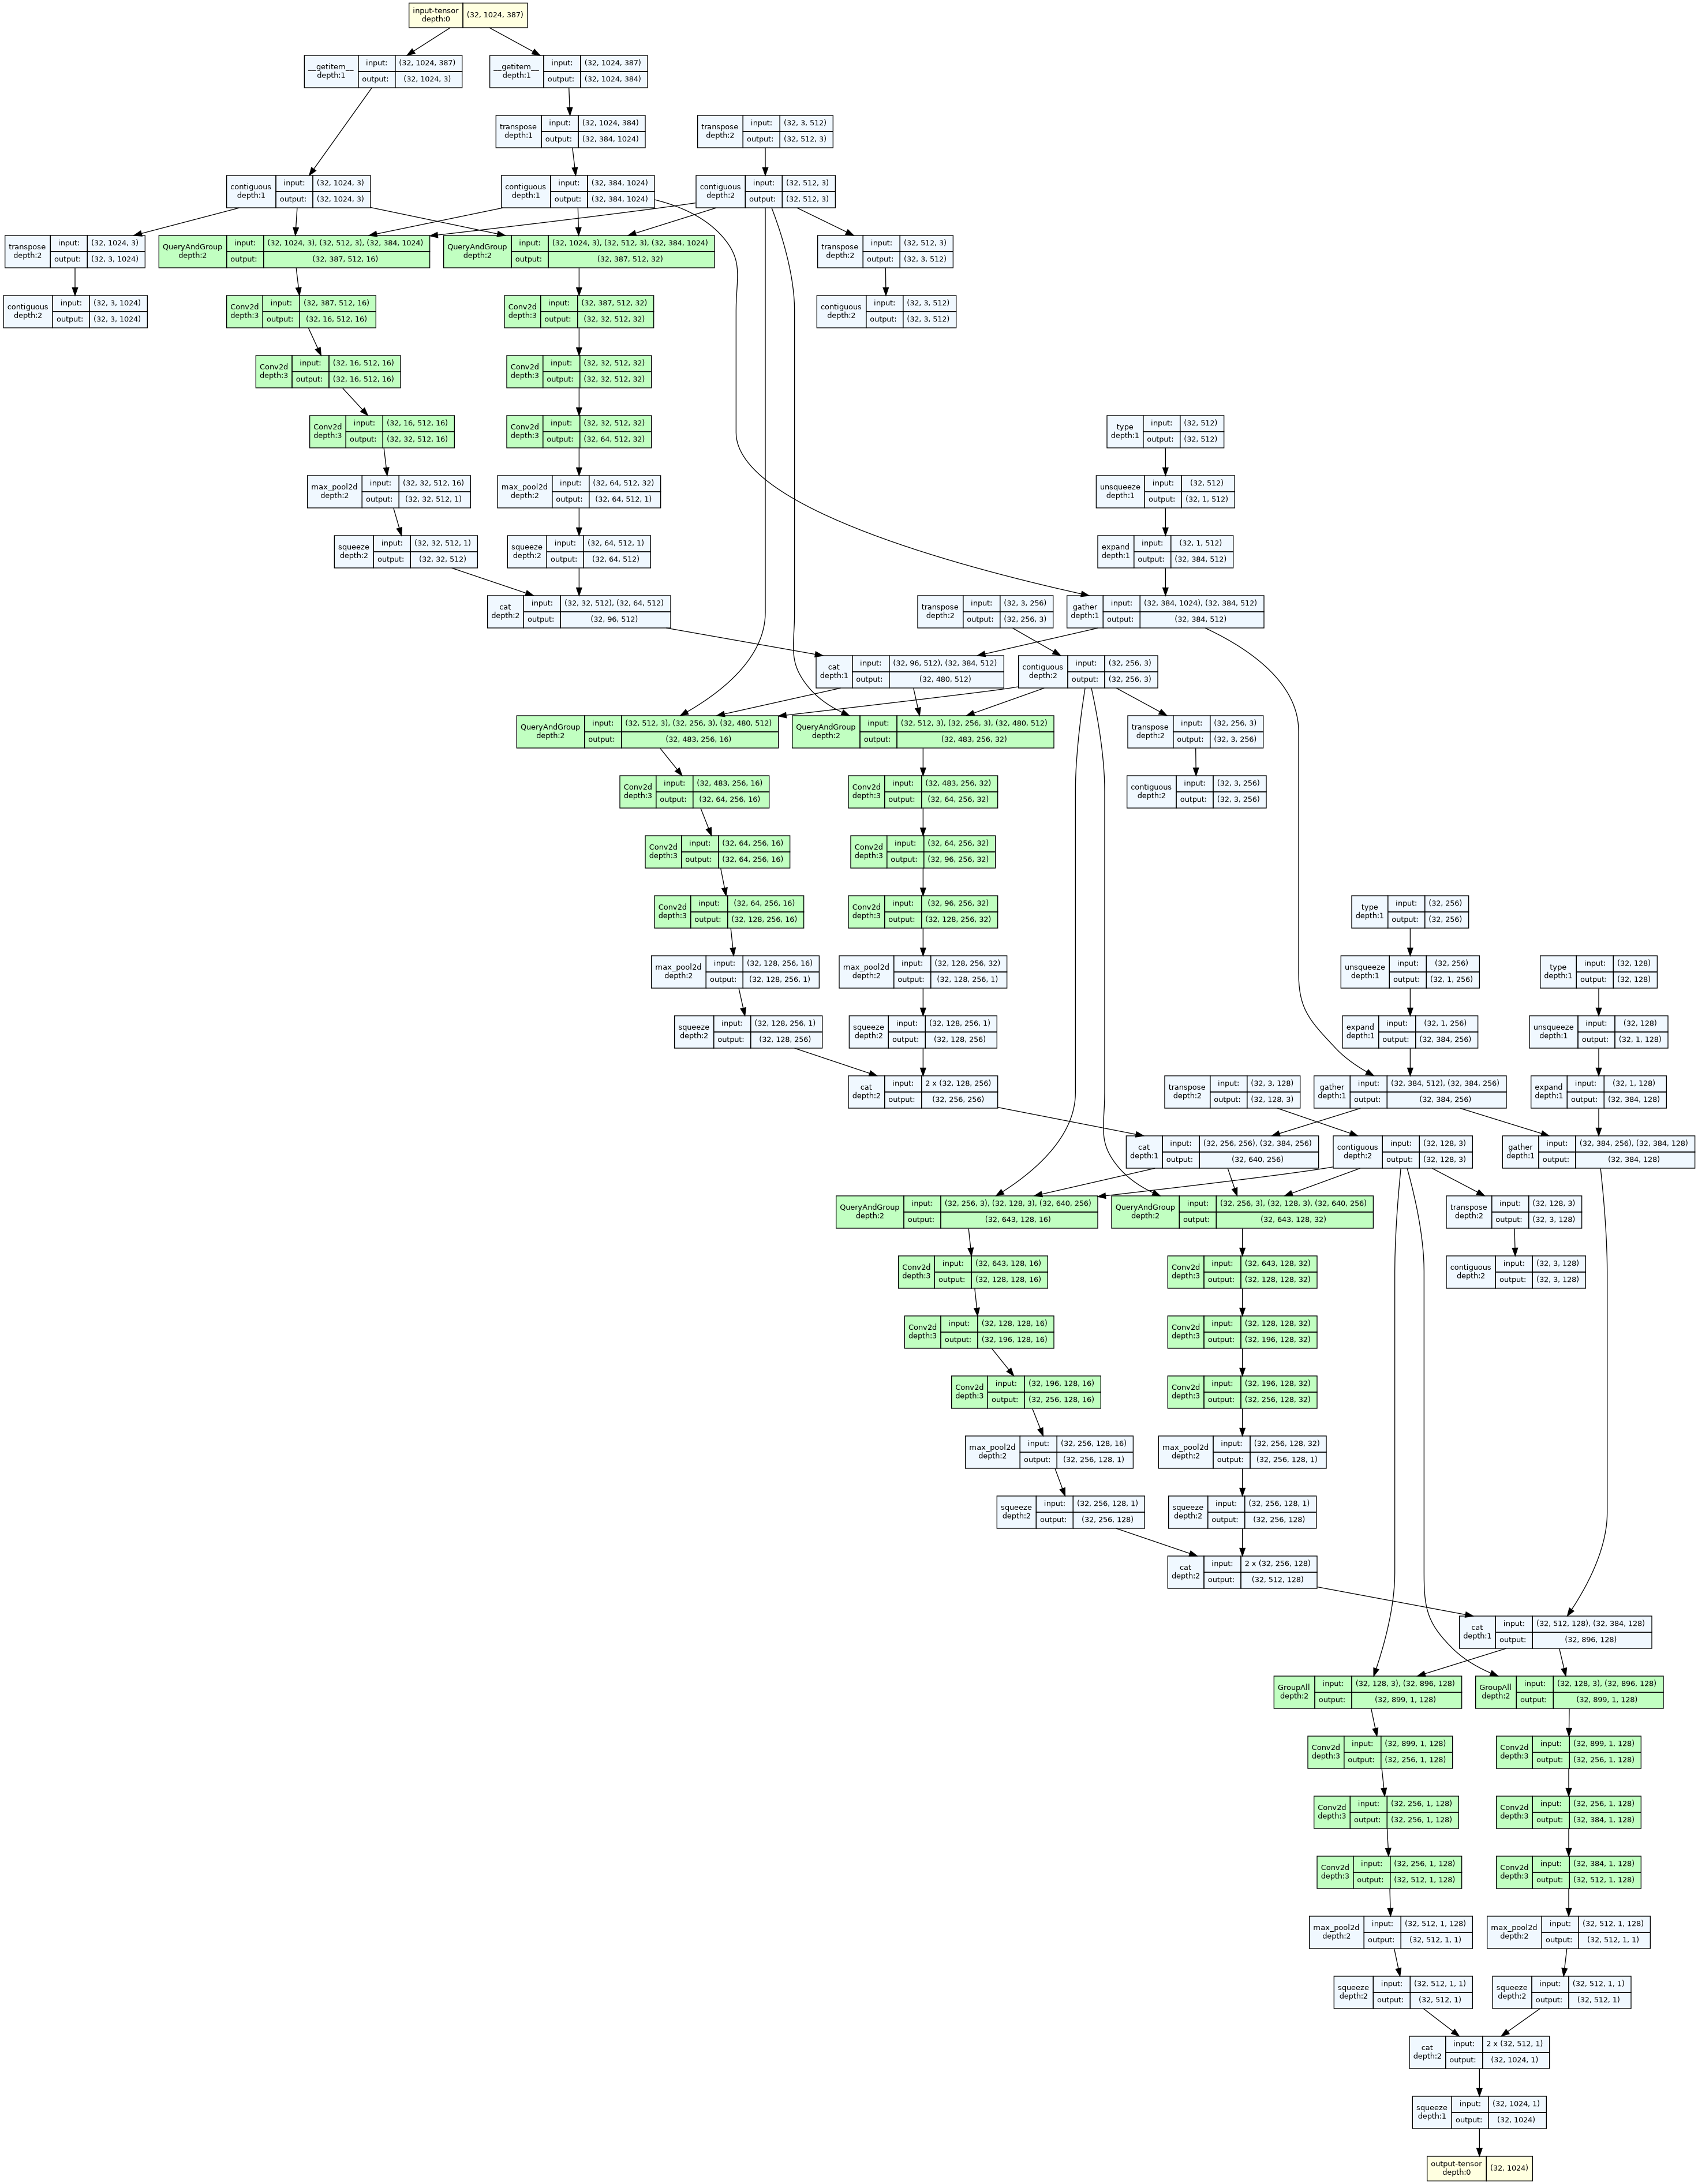 input-tensor depth:0 (32, 1024, 387)
__getitem__ depth:1 input: (32, 1024, 387) output: (32, 1024, 3)
__getitem__ depth:1 input: (32, 1024, 387) output: (32, 1024, 384)
transpose depth:1 input: (32, 1024, 384) output: (32, 384, 1024)
transpose depth:2 input: (32, 3, 512) output: (32, 512, 3)
contiguous depth:1 input: (32, 1024, 3) output: (32, 1024, 3)
contiguous depth:1 input: (32, 384, 1024) output: (32, 384, 1024)
contiguous depth:2 input: (32, 512, 3) output: (32, 512, 3)
transpose depth:2 input: (32, 1024, 3) output: (32, 3, 1024)
QueryAndGroup depth:2 input: (32, 1024, 3), (32, 512, 3), (32, 384, 1024) output: (32, 387, 512, 16)
QueryAndGroup depth:2 input: (32, 1024, 3), (32, 512, 3), (32, 384, 1024) output: (32, 387, 512, 32)
transpose depth:2 input: (32, 512, 3) output: (32, 3, 512)
contiguous depth:2 input: (32, 3, 1024) output: (32, 3, 1024)
Conv2d depth:3 input: (32, 387, 512, 16) output: (32, 16, 512, 16)
Conv2d depth:3 input: (32, 387, 512, 32) output: (32, 32, 512, 32)
contiguous depth:2 input: (32, 3, 512) output: (32, 3, 512)
Conv2d depth:3 input: (32, 16, 512, 16) output: (32, 16, 512, 16)
Conv2d depth:3 input: (32, 32, 512, 32) output: (32, 32, 512, 32)
Conv2d depth:3 input: (32, 16, 512, 16) output: (32, 32, 512, 16)
Conv2d depth:3 input: (32, 32, 512, 32) output: (32, 64, 512, 32)
type depth:1 input: (32, 512) output: (32, 512)
max_pool2d depth:2 input: (32, 32, 512, 16) output: (32, 32, 512, 1)
max_pool2d depth:2 input: (32, 64, 512, 32) output: (32, 64, 512, 1)
unsqueeze depth:1 input: (32, 512) output: (32, 1, 512)
squeeze depth:2 input: (32, 32, 512, 1) output: (32, 32, 512)
squeeze depth:2 input: (32, 64, 512, 1) output: (32, 64, 512)
expand depth:1 input: (32, 1, 512) output: (32, 384, 512)
cat depth:2 input: (32, 32, 512), (32, 64, 512) output: (32, 96, 512)
transpose depth:2 input: (32, 3, 256) output: (32, 256, 3)
gather depth:1 input: (32, 384, 1024), (32, 384, 512) output: (32, 384, 512)
cat depth:1 input: (32, 96, 512), (32, 384, 512) output: (32, 480, 512)
contiguous depth:2 input: (32, 256, 3) output: (32, 256, 3)
QueryAndGroup depth:2 input: (32, 512, 3), (32, 256, 3), (32, 480, 512) output: (32, 483, 256, 16)
QueryAndGroup depth:2 input: (32, 512, 3), (32, 256, 3), (32, 480, 512) output: (32, 483, 256, 32)
transpose depth:2 input: (32, 256, 3) output: (32, 3, 256)
Conv2d depth:3 input: (32, 483, 256, 16) output: (32, 64, 256, 16)
Conv2d depth:3 input: (32, 483, 256, 32) output: (32, 64, 256, 32)
contiguous depth:2 input: (32, 3, 256) output: (32, 3, 256)
Conv2d depth:3 input: (32, 64, 256, 16) output: (32, 64, 256, 16)
Conv2d depth:3 input: (32, 64, 256, 32) output: (32, 96, 256, 32)
Conv2d depth:3 input: (32, 64, 256, 16) output: (32, 128, 256, 16)
Conv2d depth:3 input: (32, 96, 256, 32) output: (32, 128, 256, 32)
type depth:1 input: (32, 256) output: (32, 256)
max_pool2d depth:2 input: (32, 128, 256, 16) output: (32, 128, 256, 1)
max_pool2d depth:2 input: (32, 128, 256, 32) output: (32, 128, 256, 1)
unsqueeze depth:1 input: (32, 256) output: (32, 1, 256)
type depth:1 input: (32, 128) output: (32, 128)
squeeze depth:2 input: (32, 128, 256, 1) output: (32, 128, 256)
squeeze depth:2 input: (32, 128, 256, 1) output: (32, 128, 256)
expand depth:1 input: (32, 1, 256) output: (32, 384, 256)
unsqueeze depth:1 input: (32, 128) output: (32, 1, 128)
cat depth:2 input: 2 x (32, 128, 256) output: (32, 256, 256)
transpose depth:2 input: (32, 3, 128) output: (32, 128, 3)
gather depth:1 input: (32, 384, 512), (32, 384, 256) output: (32, 384, 256)
expand depth:1 input: (32, 1, 128) output: (32, 384, 128)
cat depth:1 input: (32, 256, 256), (32, 384, 256) output: (32, 640, 256)
contiguous depth:2 input: (32, 128, 3) output: (32, 128, 3)
gather depth:1 input: (32, 384, 256), (32, 384, 128) output: (32, 384, 128)
QueryAndGroup depth:2 input: (32, 256, 3), (32, 128, 3), (32, 640, 256) output: (32, 643, 128, 16)
QueryAndGroup depth:2 input: (32, 256, 3), (32, 128, 3), (32, 640, 256) output: (32, 643, 128, 32)
transpose depth:2 input: (32, 128, 3) output: (32, 3, 128)
Conv2d depth:3 input: (32, 643, 128, 16) output: (32, 128, 128, 16)
Conv2d depth:3 input: (32, 643, 128, 32) output: (32, 128, 128, 32)
contiguous depth:2 input: (32, 3, 128) output: (32, 3, 128)
Conv2d depth:3 input: (32, 128, 128, 16) output: (32, 196, 128, 16)
Conv2d depth:3 input: (32, 128, 128, 32) output: (32, 196, 128, 32)
Conv2d depth:3 input: (32, 196, 128, 16) output: (32, 256, 128, 16)
Conv2d depth:3 input: (32, 196, 128, 32) output: (32, 256, 128, 32)
max_pool2d depth:2 input: (32, 256, 128, 16) output: (32, 256, 128, 1)
max_pool2d depth:2 input: (32, 256, 128, 32) output: (32, 256, 128, 1)
squeeze depth:2 input: (32, 256, 128, 1) output: (32, 256, 128)
squeeze depth:2 input: (32, 256, 128, 1) output: (32, 256, 128)
cat depth:2 input: 2 x (32, 256, 128) output: (32, 512, 128)
cat depth:1 input: (32, 512, 128), (32, 384, 128) output: (32, 896, 128)
GroupAll depth:2 input: (32, 128, 3), (32, 896, 128) output: (32, 899, 1, 128)
GroupAll depth:2 input: (32, 128, 3), (32, 896, 128) output: (32, 899, 1, 128)
Conv2d depth:3 input: (32, 899, 1, 128) output: (32, 256, 1, 128)
Conv2d depth:3 input: (32, 899, 1, 128) output: (32, 256, 1, 128)
Conv2d depth:3 input: (32, 256, 1, 128) output: (32, 256, 1, 128)
Conv2d depth:3 input: (32, 256, 1, 128) output: (32, 384, 1, 128)
Conv2d depth:3 input: (32, 256, 1, 128) output: (32, 512, 1, 128)
Conv2d depth:3 input: (32, 384, 1, 128) output: (32, 512, 1, 128)
max_pool2d depth:2 input: (32, 512, 1, 128) output: (32, 512, 1, 1)
max_pool2d depth:2 input: (32, 512, 1, 128) output: (32, 512, 1, 1)
squeeze depth:2 input: (32, 512, 1, 1) output: (32, 512, 1)
squeeze depth:2 input: (32, 512, 1, 1) output: (32, 512, 1)
cat depth:2 input: 2 x (32, 512, 1) output: (32, 1024, 1)
squeeze depth:1 input: (32, 1024, 1) output: (32, 1024)
output-tensor depth:0 (32, 1024)